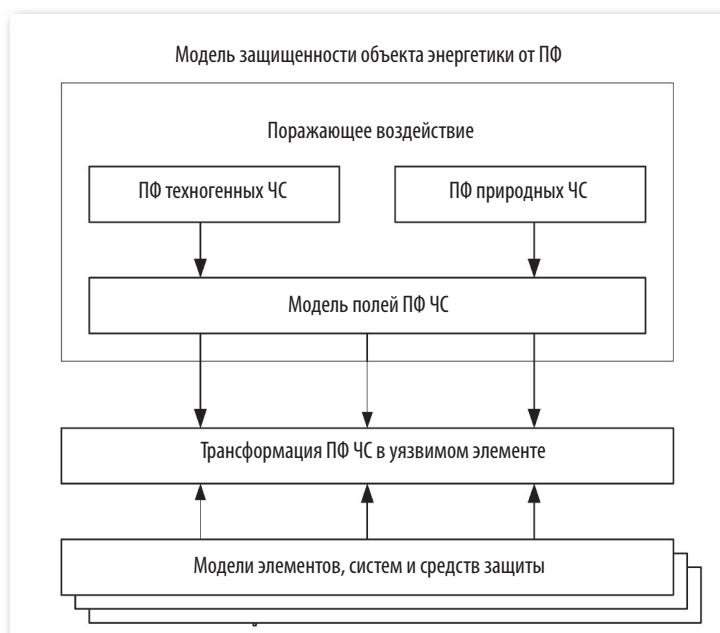 Модель защищенности объекта энергетики от ПФ
Поражающее воздействие
ПФ техногенных ЧС
ПФ природных ЧС
Модель полей ПФ ЧС
Трансформация ПФ ЧС в уязвимом элементе
Модели элементов, систем и средств защиты